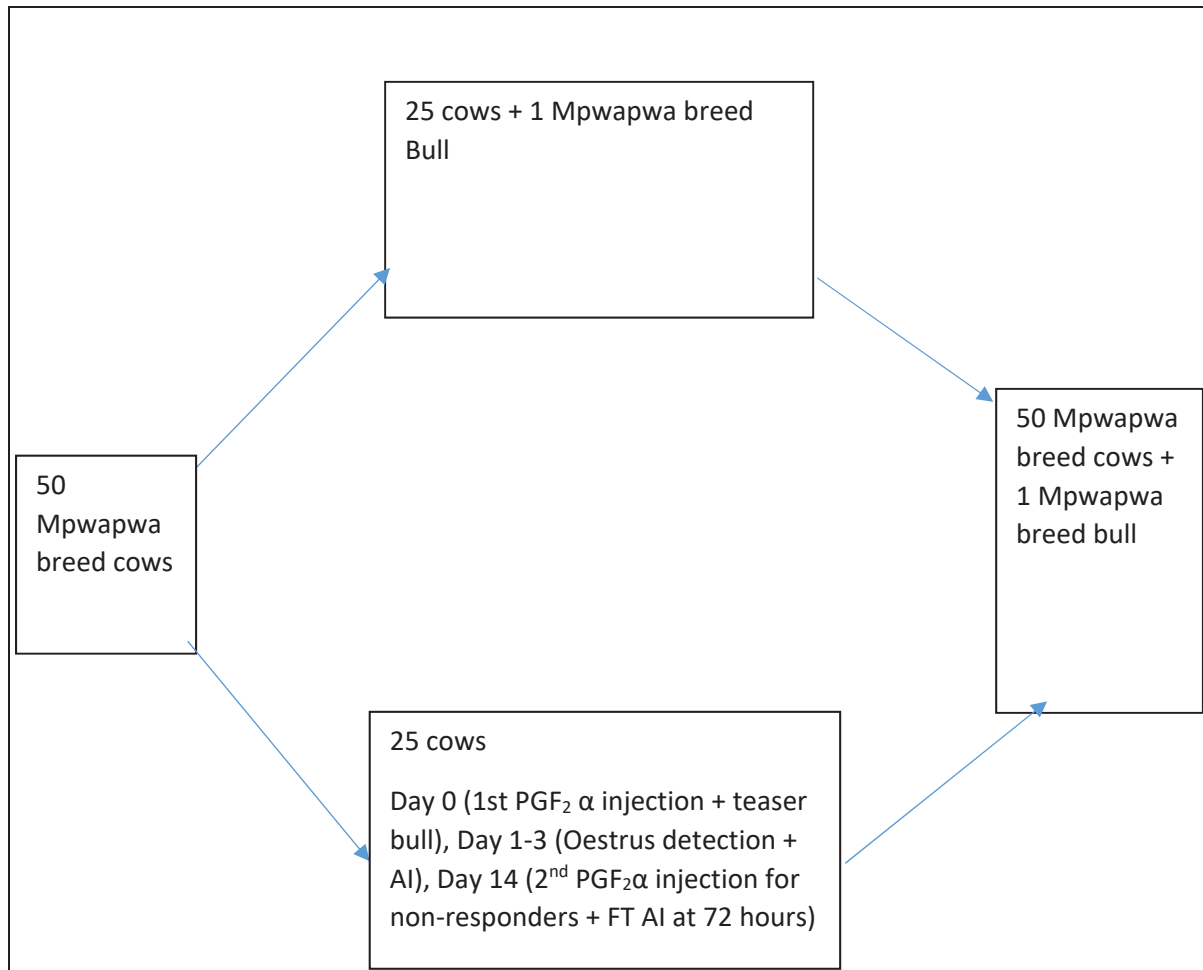 25 cows + 1 Mpwapwa breed
Bull
50
Mpwapwa
breed cows
50 Mpwapwa
breed cows +
1 Mpwapwa
breed bull
25 cows
Day 0 (1st PGF₂ α injection + teaser
bull), Day 1-3 (Oestrus detection +
AI), Day 14 (2ⁿᵈ PGF₂α injection for
non-responders + FT AI at 72 hours)